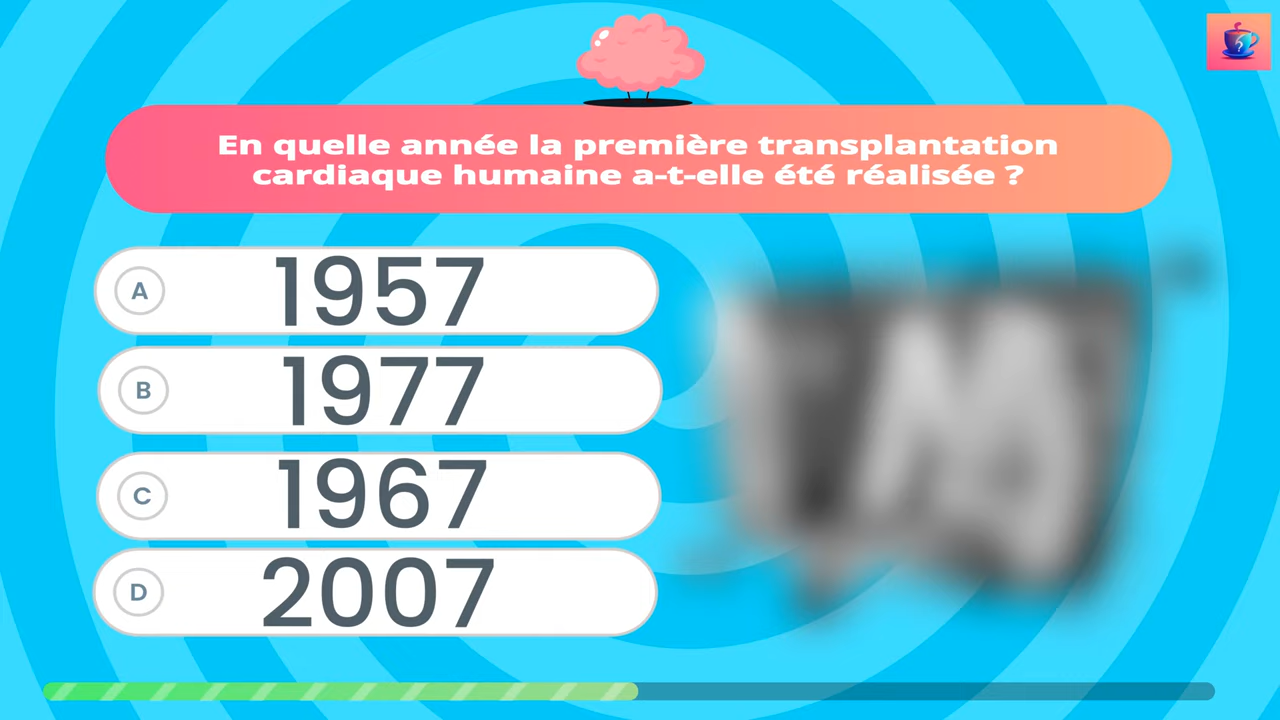 En quelle année la première transplantation
cardiaque humaine a-t-elle été réalisée ?
A 1957
B 1977
C 1967
D 2007